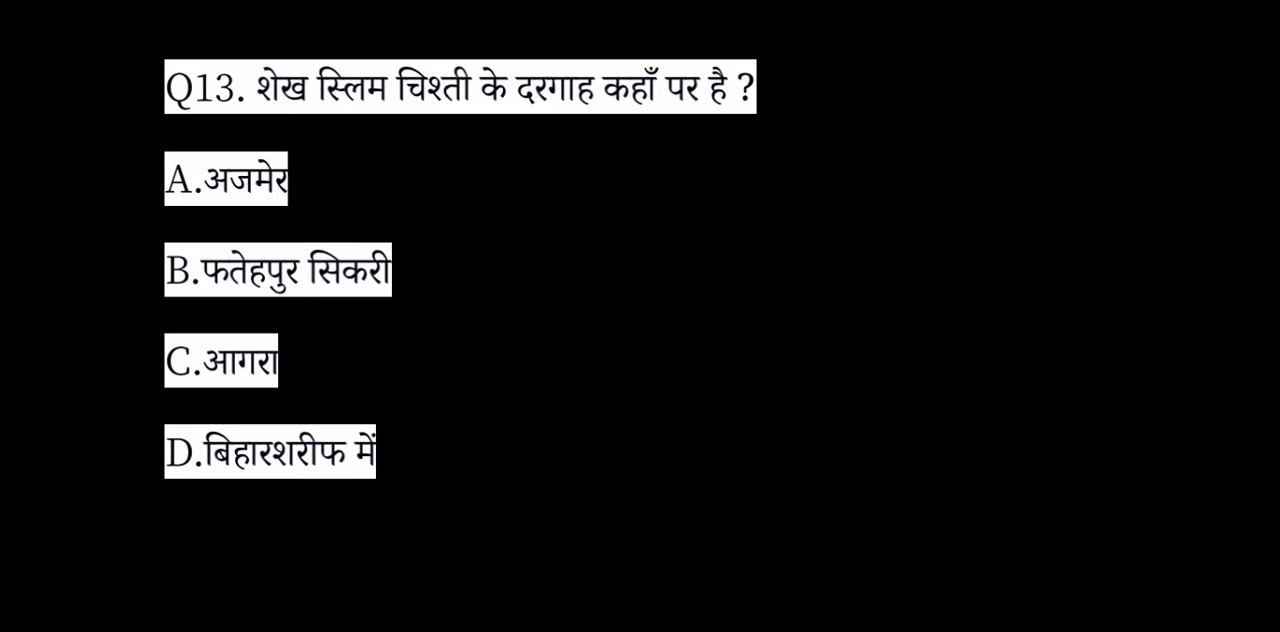 Q13. शेख स्लिम चिश्ती के दरगाह कहाँ पर है ?
A.अजमेर
B.फतेहपुर सिकरी
C.आगरा
D.बिहारशरीफ में